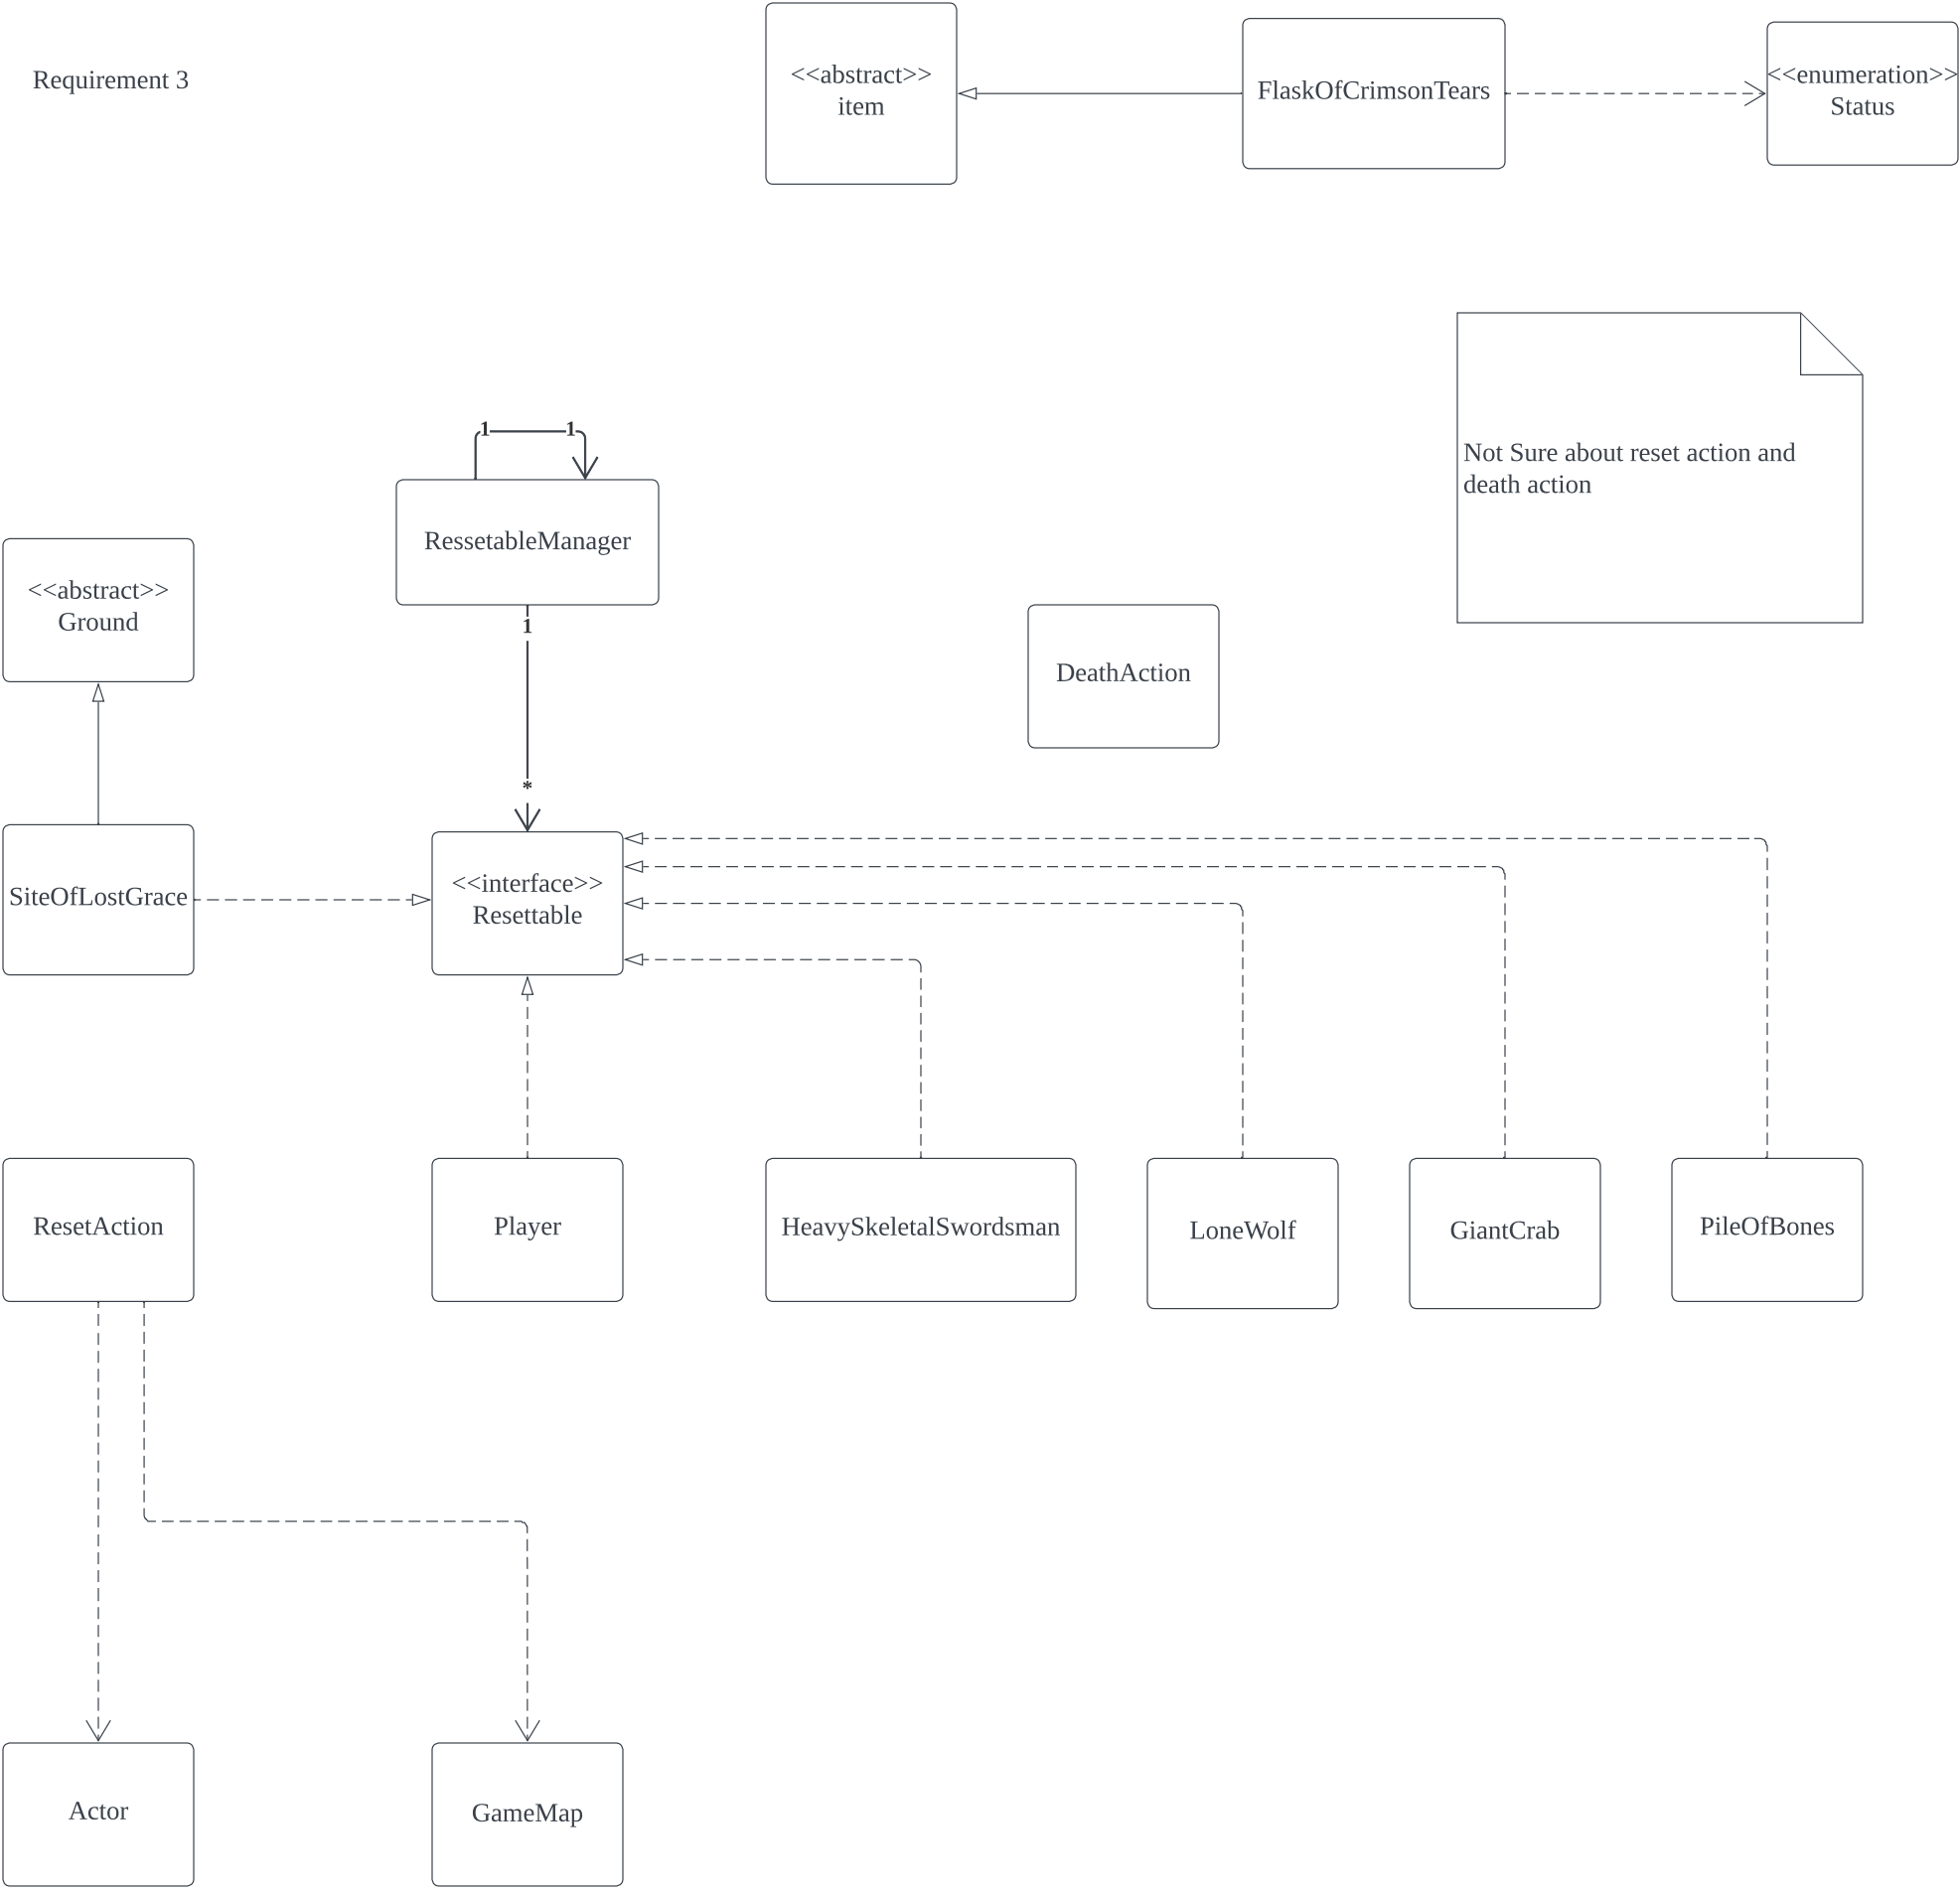 Requirement 3
<<abstract>>
item
FlaskOfCrimsonTears
<<enumeration>>
Status
Not Sure about reset action and
death action
1 1
RessetableManager
1
*
<<abstract>>
Ground
DeathAction
SiteOfLostGrace
<<interface>>
Resettable
ResetAction
Player
HeavySkeletalSwordsman
LoneWolf
GiantCrab
PileOfBones
Actor
GameMap